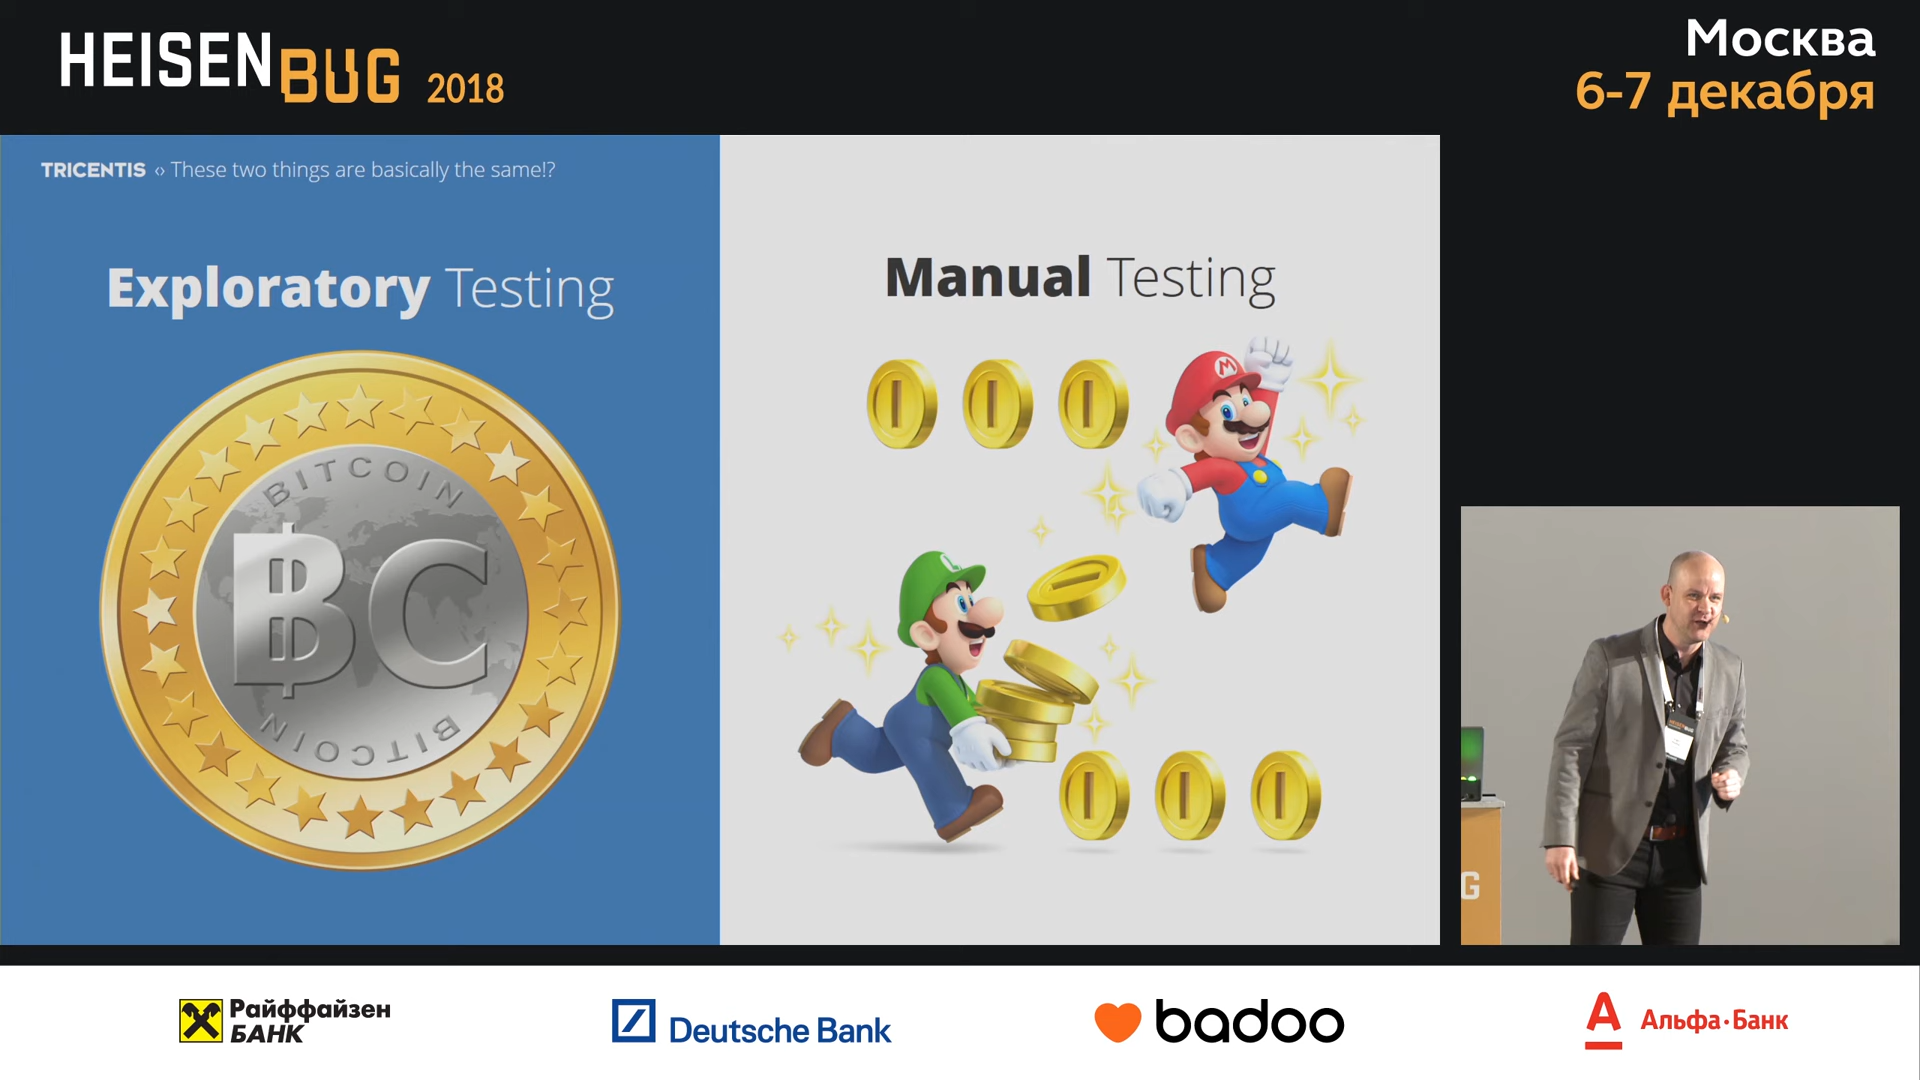 HEISENBUG 2018
Москва
6-7 декабря
TRICENTIS ‹› These two things are basically the same!?
Exploratory Testing
BITCOIN
BC
BITCOIN
Manual Testing
M
L
HEISENBUG
G
Райффайзен
БАНК
Deutsche Bank
badoo
А
Альфа·Банк